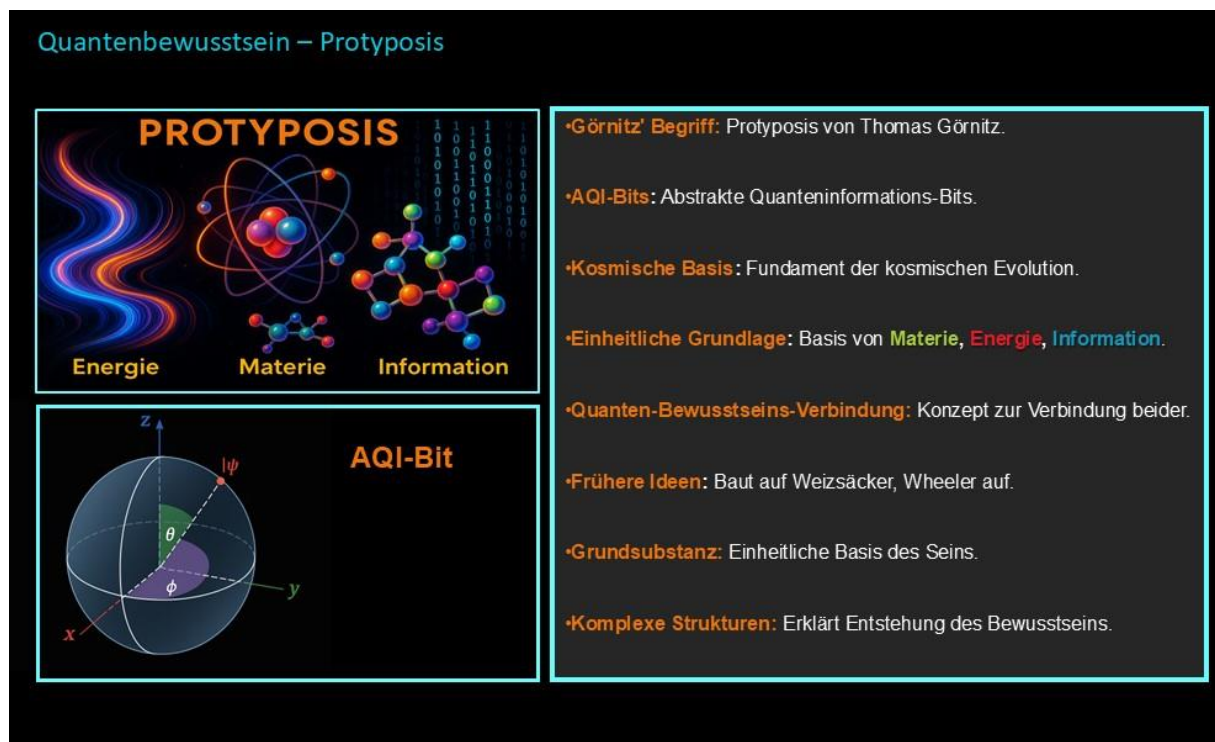 Quantenbewusstsein – Protyposis
PROTYPOSIS
Energie
Materie
Information
z
|ψ
θ
ϕ
y
x
AQI-Bit
•Görnitz' Begriff: Protyposis von Thomas Görnitz.
•AQI-Bits: Abstrakte Quanteninformations-Bits.
•Kosmische Basis: Fundament der kosmischen Evolution.
•Einheitliche Grundlage: Basis von Materie, Energie, Information.
•Quanten-Bewusstseins-Verbindung: Konzept zur Verbindung beider.
•Frühere Ideen: Baut auf Weizsäcker, Wheeler auf.
•Grundsubstanz: Einheitliche Basis des Seins.
•Komplexe Strukturen: Erklärt Entstehung des Bewusstseins.